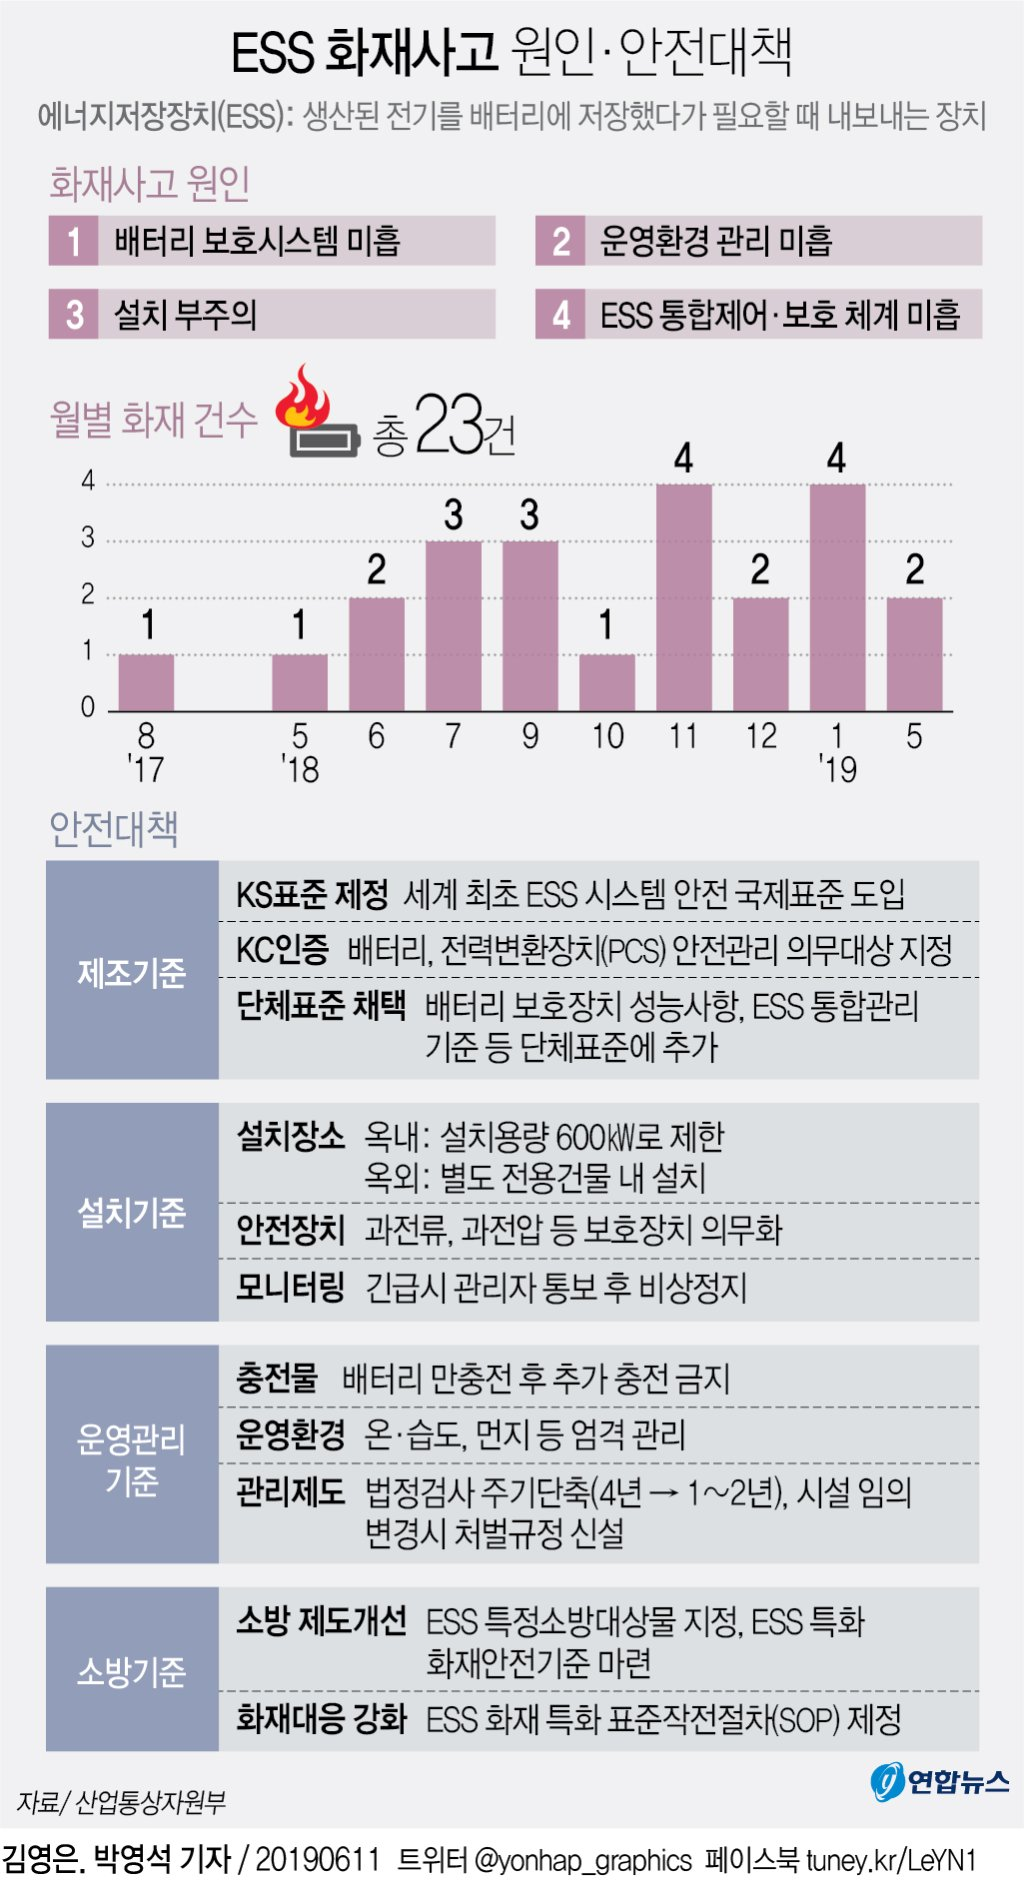 ESS 화재사고 원인·안전대책
에너지저장장치(ESS): 생산된 전기를 배터리에 저장했다가 필요할 때 내보내는 장치
화재사고 원인
1 배터리 보호시스템 미흡
2 운영환경 관리 미흡
3 설치 부주의
4 ESS 통합제어·보호 체계 미흡
월별 화재 건수 총 23건
4
3
2
1
0
1 1 2 3 3 1 4 2 4 2
8 5 6 7 9 10 11 12 1 5
'17 '18 '19
안전대책
제조기준
KS표준 제정 세계 최초 ESS 시스템 안전 국제표준 도입
KC인증 배터리, 전력변환장치(PCS) 안전관리 의무대상 지정
단체표준 채택 배터리 보호장치 성능사항, ESS 통합관리
기준 등 단체표준에 추가
설치기준
설치장소 옥내: 설치용량 600㎾로 제한
옥외: 별도 전용건물 내 설치
안전장치 과전류, 과전압 등 보호장치 의무화
모니터링 긴급시 관리자 통보 후 비상정지
운영관리
기준
충전물 배터리 만충전 후 추가 충전 금지
운영환경 온·습도, 먼지 등 엄격 관리
관리제도 법정검사 주기단축(4년 → 1～2년), 시설 임의
변경시 처벌규정 신설
소방기준
소방 제도개선 ESS 특정소방대상물 지정, ESS 특화
화재안전기준 마련
화재대응 강화 ESS 화재 특화 표준작전절차(SOP) 제정
자료/ 산업통상자원부
연합뉴스
김영은, 박영석 기자 / 20190611 트위터 @yonhap_graphics 페이스북 tuney.kr/LeYN1